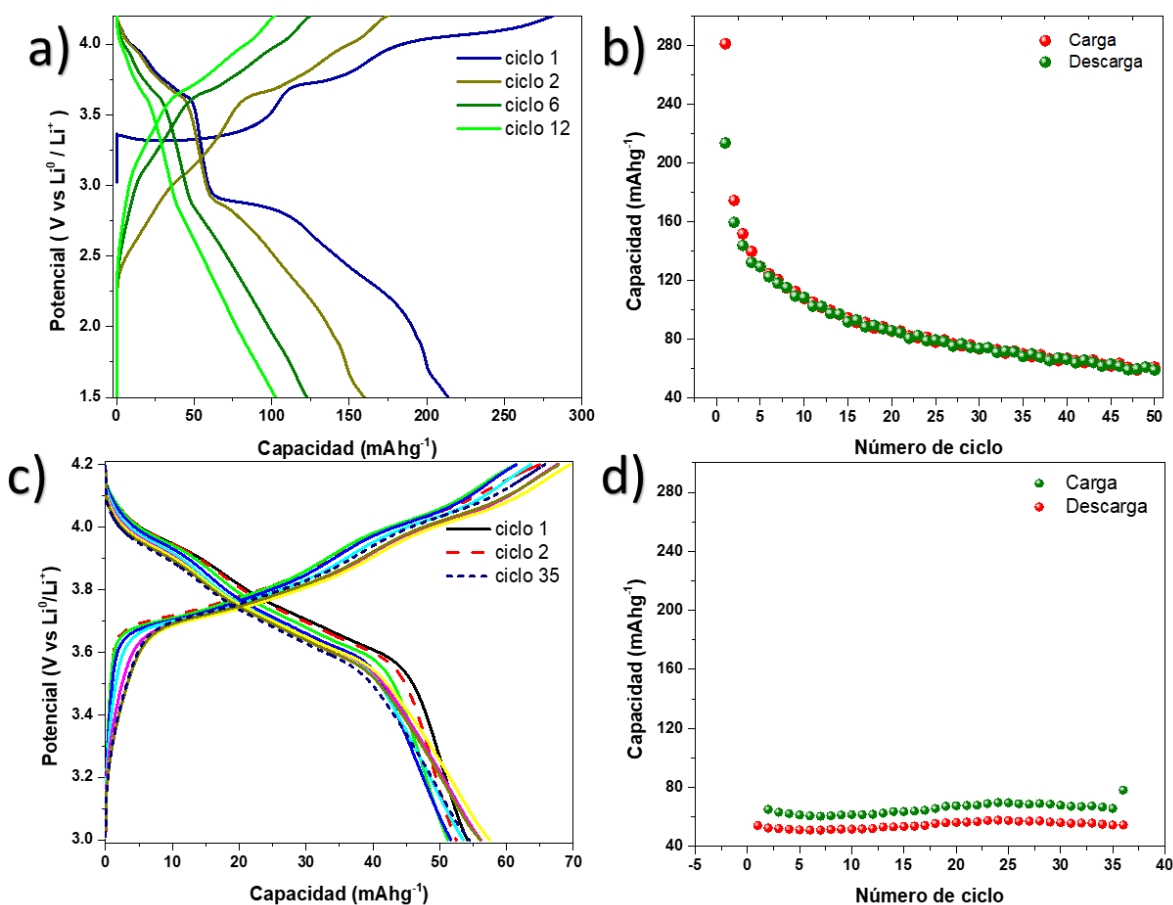 a)
4.0
3.5
3.0
2.5
2.0
1.5
Potencial ( V vs Li⁰ / Li⁺)
ciclo 1
ciclo 2
ciclo 6
ciclo 12
0
50
100
150
200
250
300
Capacidad (mAhg⁻¹)
b)
280
240
200
160
120
80
40
Capacidad (mAhg⁻¹)
Carga
Descarga
0
5
10
15
20
25
30
35
40
45
50
Número de ciclo
c)
4.2
4.0
3.8
3.6
3.4
3.2
3.0
Potencial (V vs Li⁰/Li⁺)
ciclo 1
ciclo 2
ciclo 35
0
10
20
30
40
50
60
70
Capacidad (mAhg⁻¹)
d)
280
240
200
160
120
80
40
Capacidad (mAhg⁻¹)
Carga
Descarga
-5
0
5
10
15
20
25
30
35
40
Número de ciclo